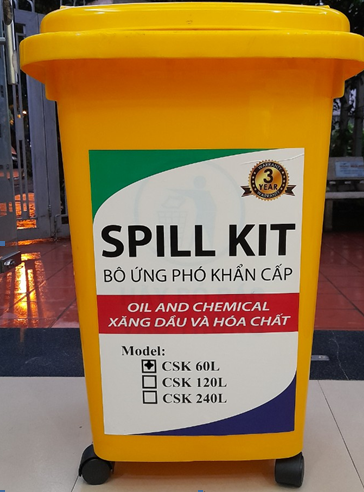 3
YEAR
SPILL KIT
BÔ ỨNG PHÓ KHẨN CẤP
OIL AND CHEMICAL
XĂNG DẦU VÀ HÓA CHẤT
Model:
CSK 60L
CSK 120L
CSK 240L